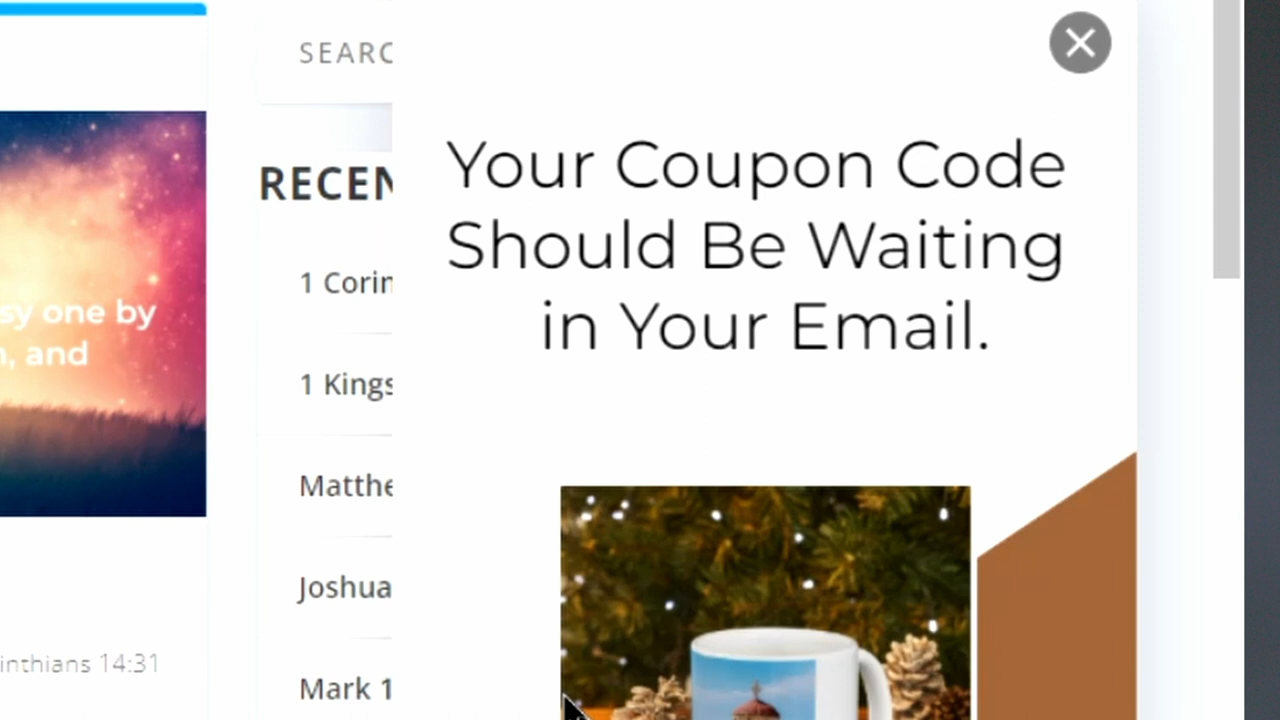 SEARC
RECEN
1 Corin
1 Kings
Matthe
Joshua
Mark 1
sy one by
, and
inthians 14:31
Your Coupon Code
Should Be Waiting
in Your Email.